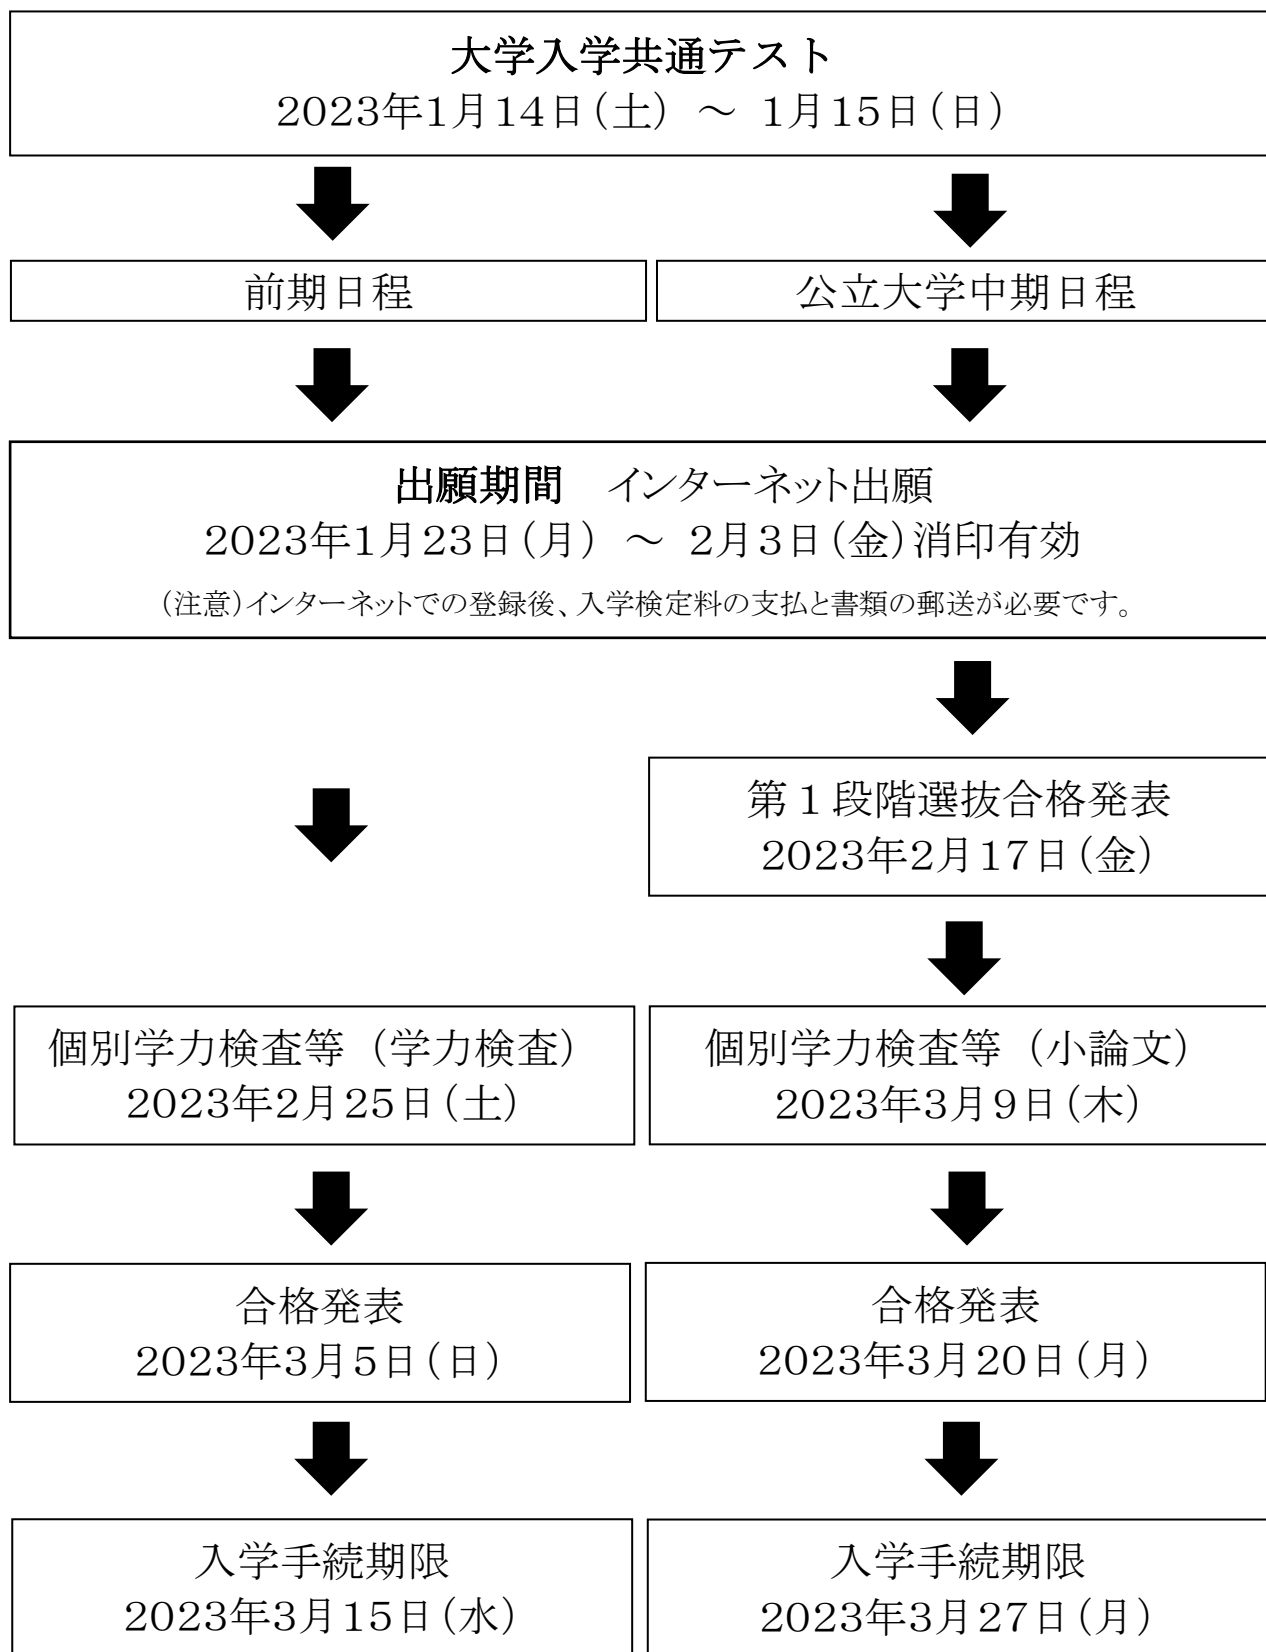 大学入学共通テスト
2023年1月14日(土) ～ 1月15日(日)
前期日程
公立大学中期日程
出願期間　インターネット出願
2023年1月23日(月) ～ 2月3日(金)消印有効
(注意)インターネットでの登録後、入学検定料の支払と書類の郵送が必要です。
第１段階選抜合格発表
2023年2月17日(金)
個別学力検査等（学力検査）
2023年2月25日(土)
個別学力検査等（小論文）
2023年3月9日(木)
合格発表
2023年3月5日(日)
合格発表
2023年3月20日(月)
入学手続期限
2023年3月15日(水)
入学手続期限
2023年3月27日(月)